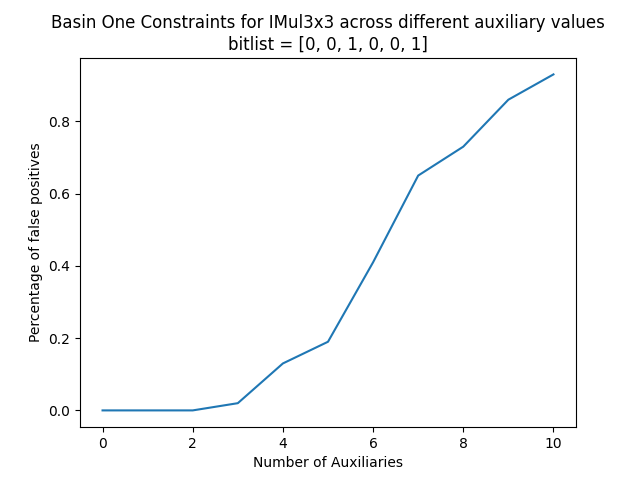 Basin One Constraints for IMul3x3 across different auxiliary values
bitlist = [0, 0, 1, 0, 0, 1]
Percentage of false positives
0.8
0.6
0.4
0.2
0.0
0 2 4 6 8 10
Number of Auxiliaries